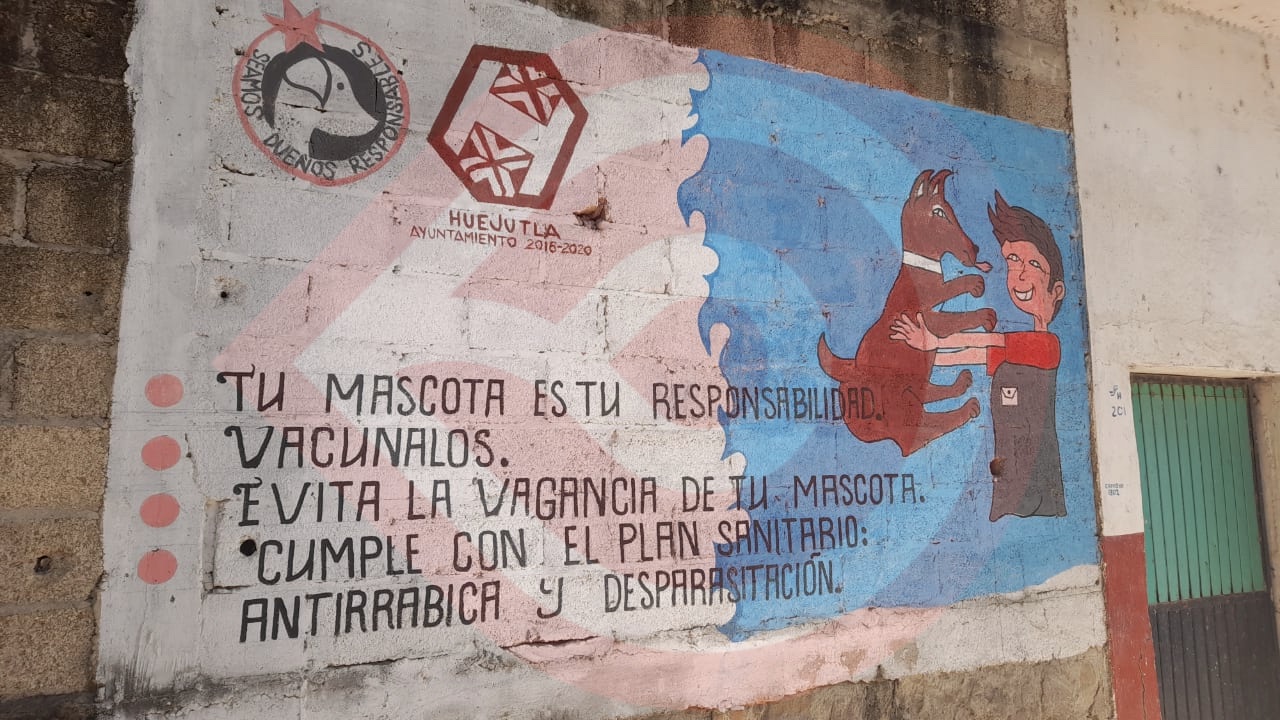 SEAMOS DUEÑOS RESPONSABLES
HUEJUTLA
AYUNTAMIENTO 2016-2020
TU MASCOTA ES TU RESPONSABILIDAD.
VACUNALOS.
EVITA LA VAGANCIA DE TU MASCOTA.
CUMPLE CON EL PLAN SANITARIO:
ANTIRRABICA Y DESPARASITACIÓN.
201